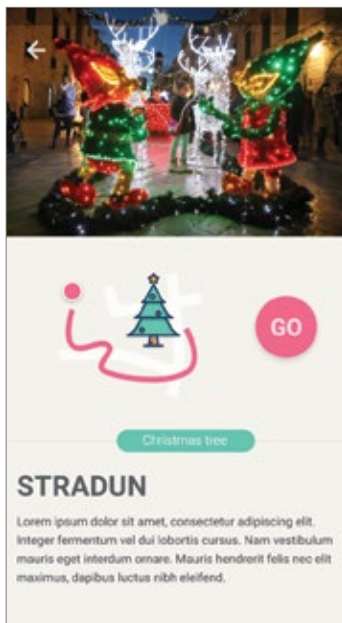 GO
Christmas tree
STRADUN
Lorem ipsum dolor sit amet, consectetur adipiscing elit.
Integer fermentum vel dui lobortis cursus. Nam vestibulum
mauris eget interdum ornare. Mauris hendrerit felis nec elit
maximus, dapibus luctus nibh eleifend.